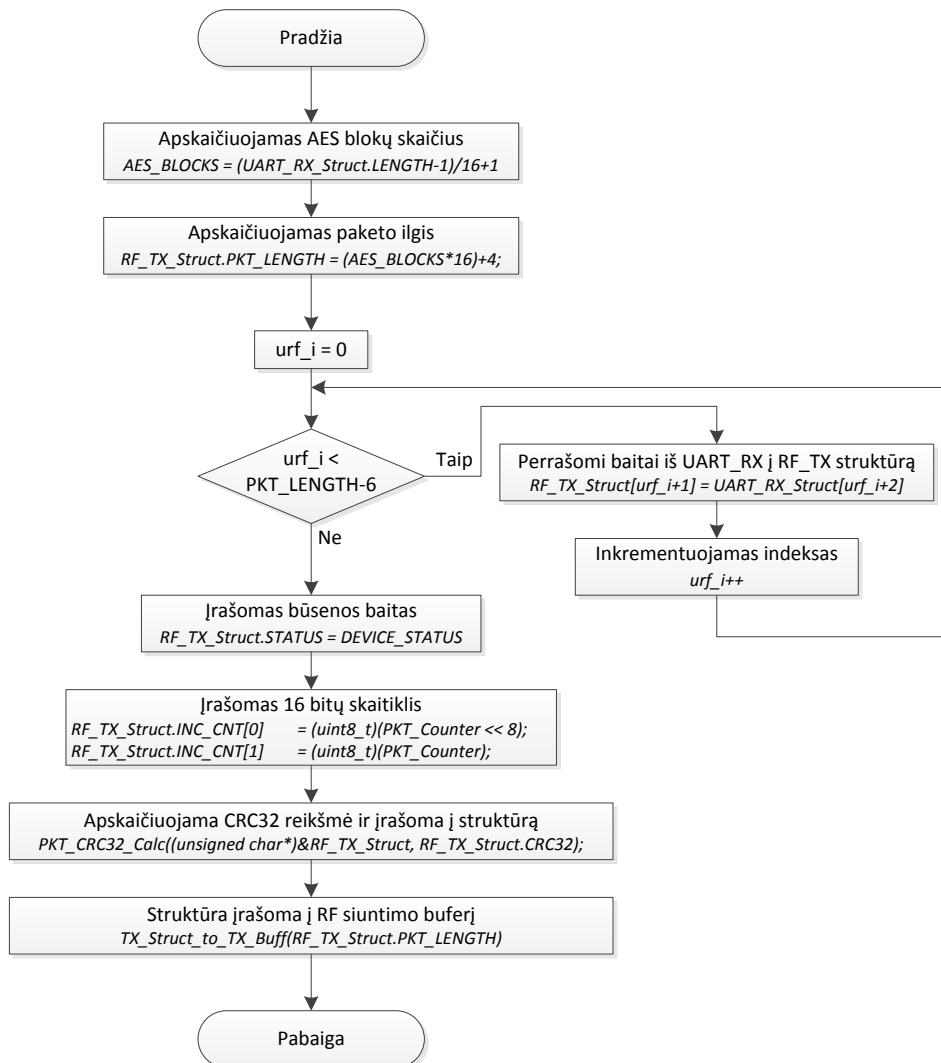 Pradžia
Apskaičiuojamas AES blokų skaičius
AES_BLOCKS = (UART_RX_Struct.LENGTH-1)/16+1
Apskaičiuojamas paketo ilgis
RF_TX_Struct.PKT_LENGTH = (AES_BLOCKS*16)+4;
urf_i = 0
urf_i <
PKT_LENGTH-6
Taip
Perrašomi baitai iš UART_RX į RF_TX struktūrą
RF_TX_Struct[urf_i+1] = UART_RX_Struct[urf_i+2]
Inkrementuojamas indeksas
urf_i++
Ne
Įrašomas būsenos baitas
RF_TX_Struct.STATUS = DEVICE_STATUS
Įrašomas 16 bitų skaitiklis
RF_TX_Struct.INC_CNT[0] = (uint8_t)(PKT_Counter << 8);
RF_TX_Struct.INC_CNT[1] = (uint8_t)(PKT_Counter);
Apskaičiuojama CRC32 reikšmė ir įrašoma į struktūrą
PKT_CRC32_Calc((unsigned char*)&RF_TX_Struct, RF_TX_Struct.CRC32);
Struktūra įrašoma į RF siuntimo buferį
TX_Struct_to_TX_Buff(RF_TX_Struct.PKT_LENGTH)
Pabaiga